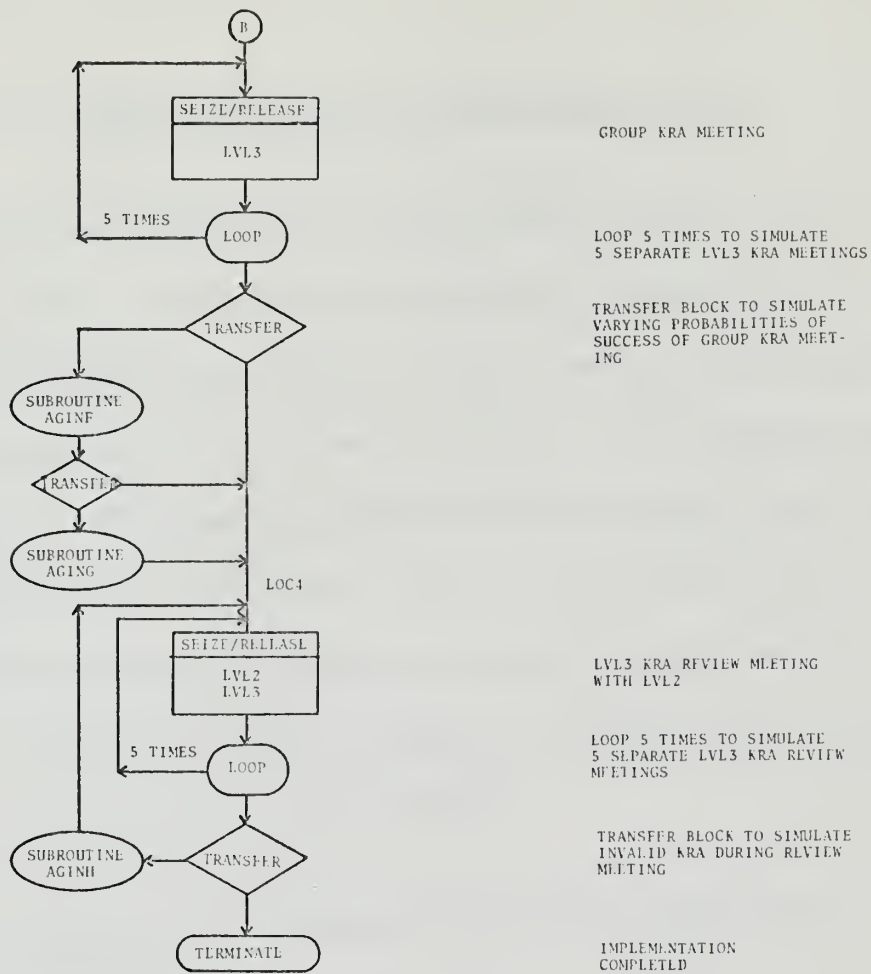 B
SEIZE/RELEASE
LVL3
GROUP KRA MEETING
5 TIMES
LOOP
LOOP 5 TIMES TO SIMULATE
5 SEPARATE LVL3 KRA MEETINGS
TRANSFER
TRANSFER BLOCK TO SIMULATE
VARYING PROBABILITIES OF
SUCCESS OF GROUP KRA MEET-
ING
SUBROUTINE
AGINF
TRANSFER
SUBROUTINE
AGING
LOC4
SEIZE/RELEASE
LVL2
LVL3
LVL3 KRA REVIEW MEETING
WITH LVL2
5 TIMES
LOOP
LOOP 5 TIMES TO SIMULATE
5 SEPARATE LVL3 KRA REVIEW
MEETINGS
SUBROUTINE
AGINH
TRANSFER
TRANSFER BLOCK TO SIMULATE
INVALID KRA DURING REVIEW
MEETING
TERMINATE
IMPLEMENTATION
COMPLETED